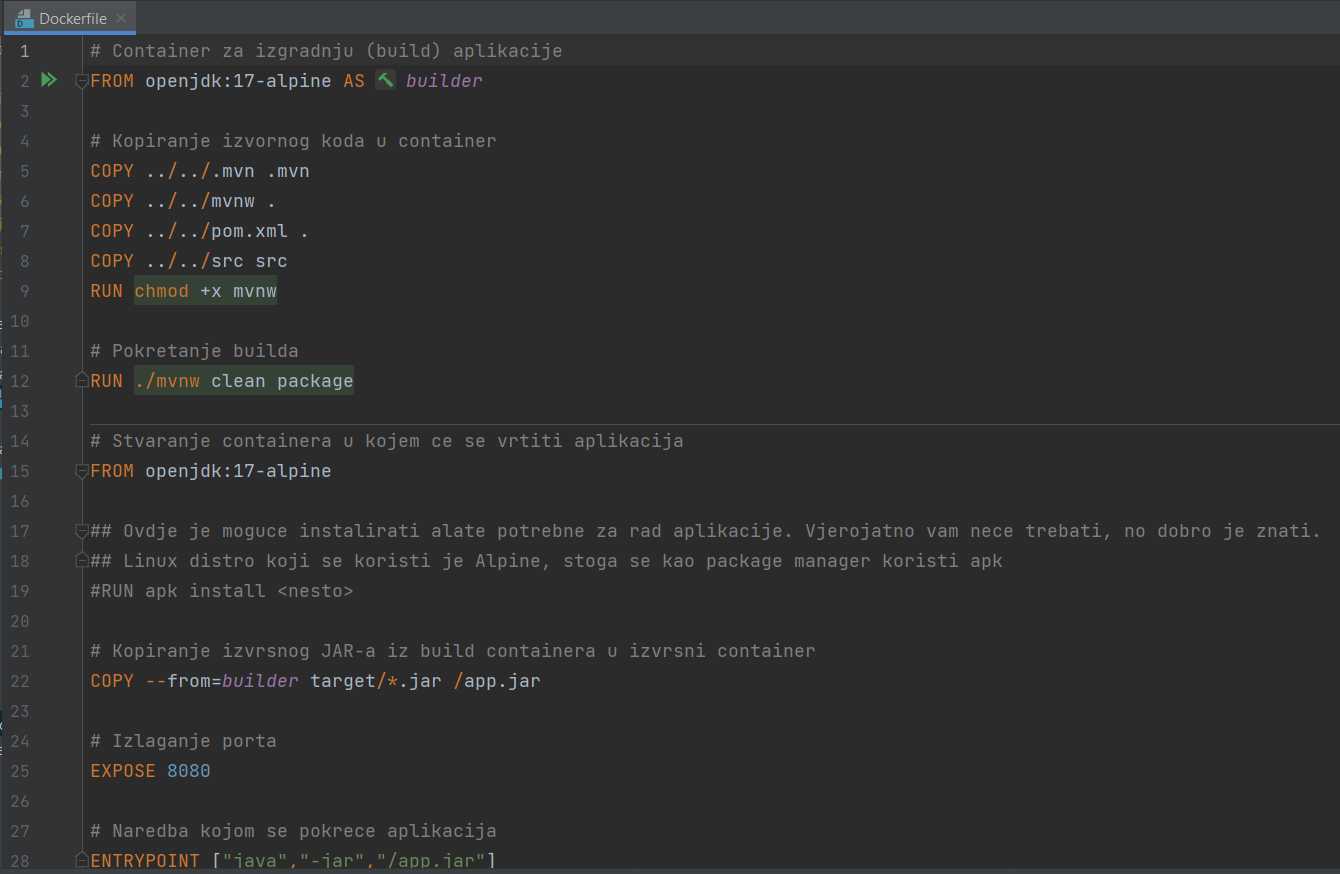 Dockerfile
1 # Container za izgradnju (build) aplikacije
2 FROM openjdk:17-alpine AS builder
3
4 # Kopiranje izvornog koda u container
5 COPY ../../.mvn .mvn
6 COPY ../../mvnw .
7 COPY ../../pom.xml .
8 COPY ../../src src
9 RUN chmod +x mvnw
10
11 # Pokretanje builda
12 RUN ./mvnw clean package
13
14 # Stvaranje containera u kojem ce se vrtiti aplikacija
15 FROM openjdk:17-alpine
16
17 ## Ovdje je moguce instalirati alate potrebne za rad aplikacije. Vjerojatno vam nece trebati, no dobro je znati.
18 ## Linux distro koji se koristi je Alpine, stoga se kao package manager koristi apk
19 #RUN apk install <nesto>
20
21 # Kopiranje izvrsnog JAR-a iz build containera u izvrsni container
22 COPY --from=builder target/*.jar /app.jar
23
24 # Izlaganje porta
25 EXPOSE 8080
26
27 # Naredba kojom se pokrece aplikacija
28 ENTRYPOINT ["java","-jar","/app.jar"]